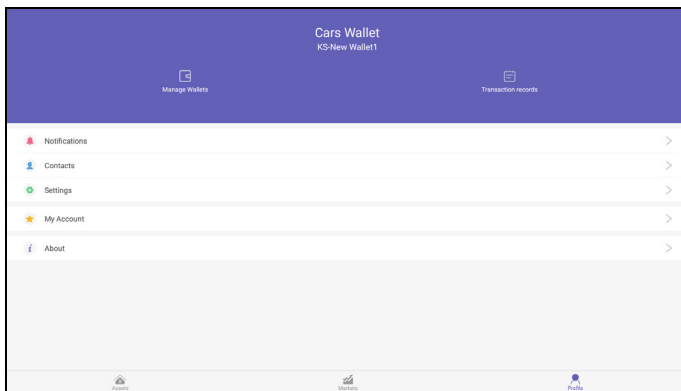 Cars Wallet
KS-New Wallet1
Manage Wallets
Transaction records
Notifications
Contacts
Settings
My Account
About
Assets
Markets
Profile